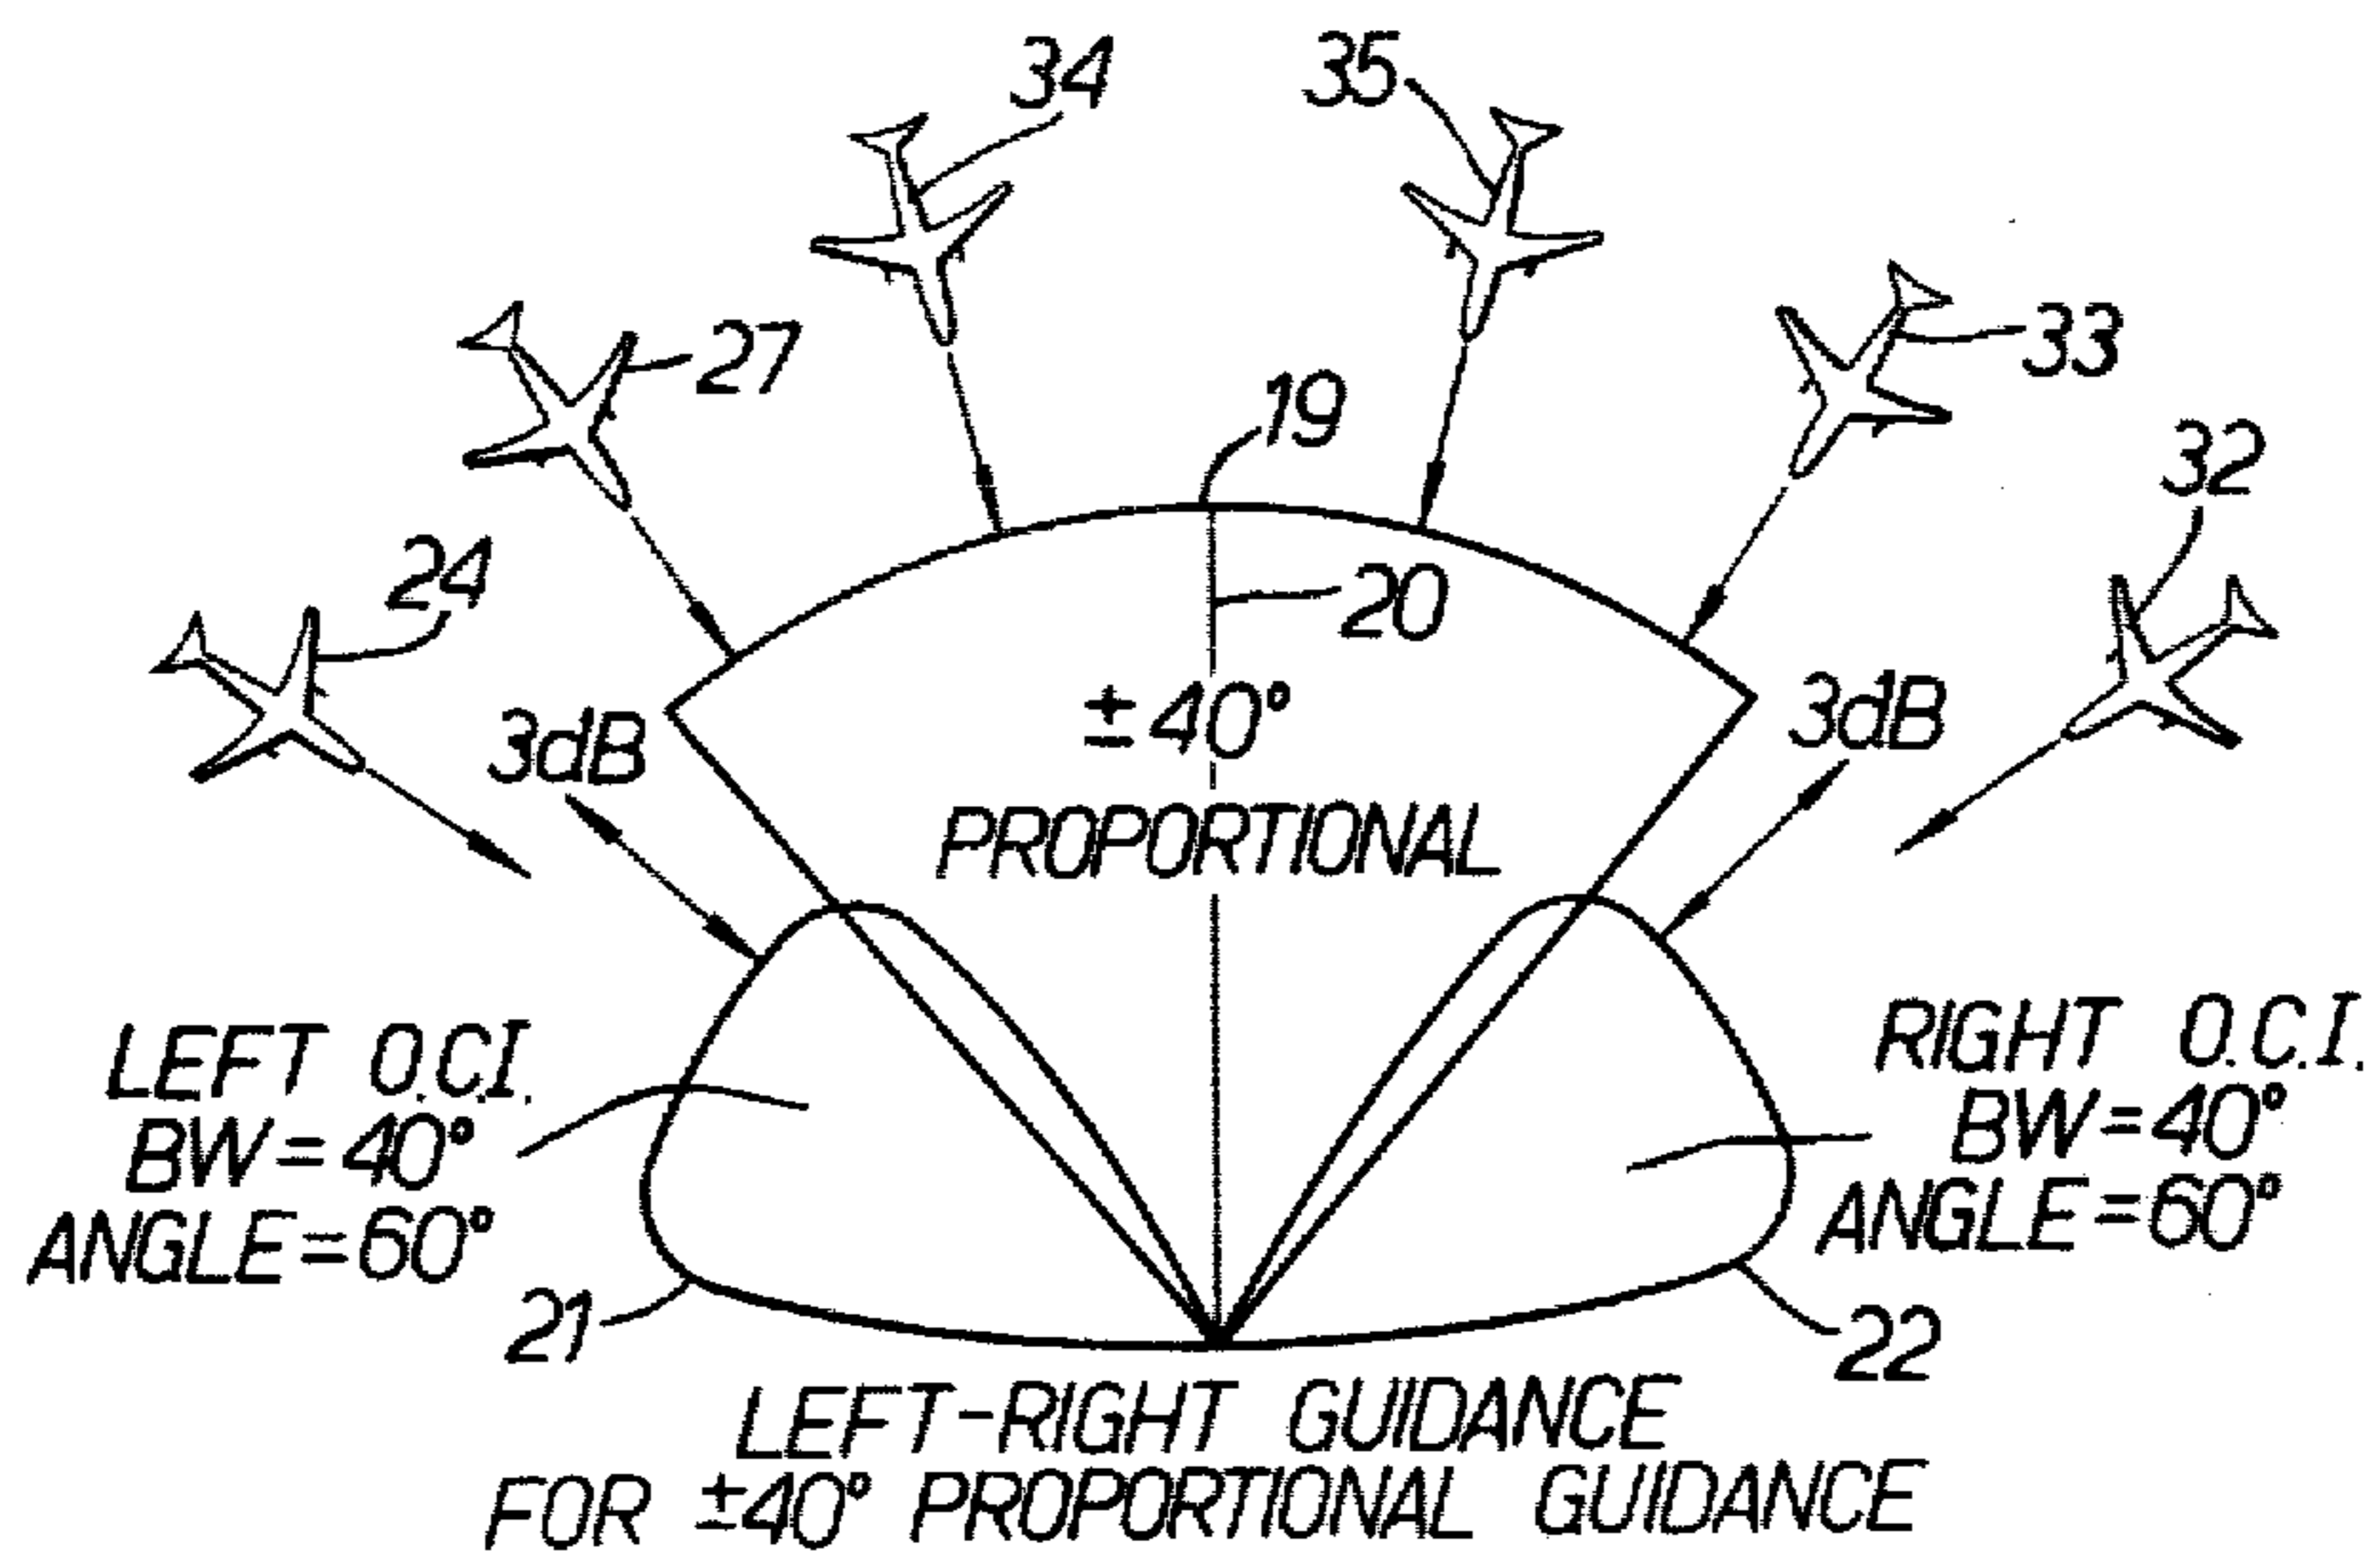 34
35
27
33
19
32
24
20
3dB
±40°
3dB
PROPORTIONAL
LEFT O.C.I.
BW=40°
ANGLE=60°
RIGHT O.C.I.
BW=40°
ANGLE=60°
21
22
LEFT-RIGHT GUIDANCE
FOR ±40° PROPORTIONAL GUIDANCE